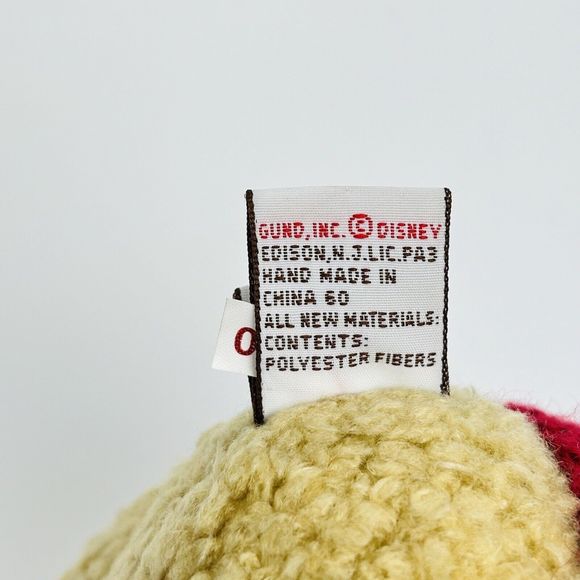 GUND, INC. © DISNEY
EDISON, N.J. LIC. PA3
HAND MADE IN
CHINA 60
ALL NEW MATERIALS:
CONTENTS:
POLYESTER FIBERS